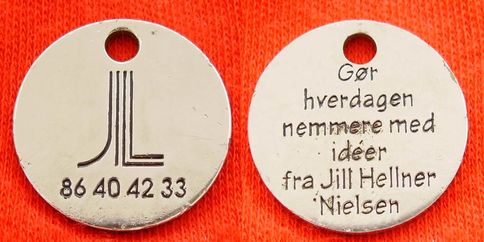 JL
86 40 42 33
Gør
hverdagen
nemmere med
idéer
fra Jill Hellner
Nielsen